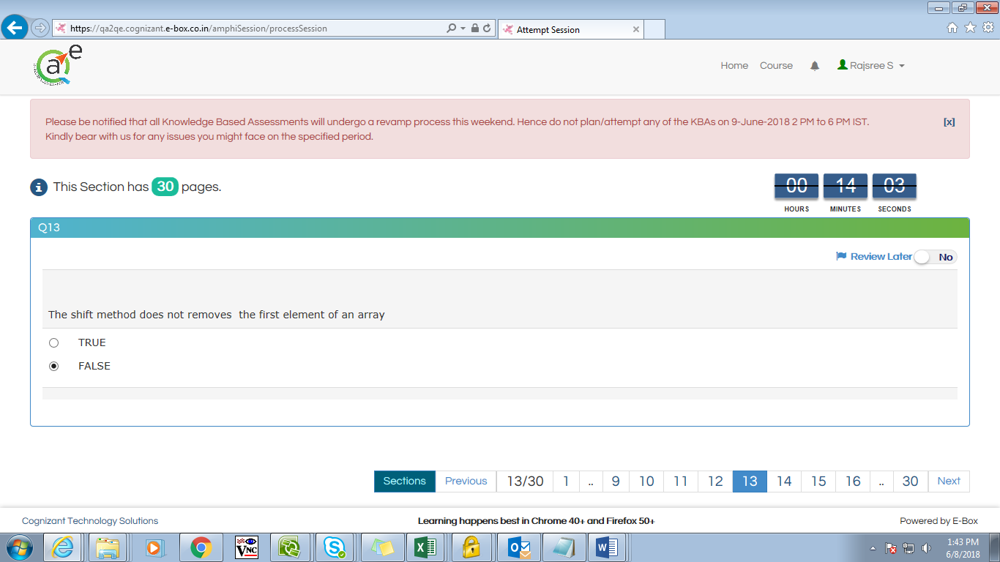 https://qa2qe.cognizant.e-box.co.in/amphiSession/processSession
Attempt Session
a e
Home Course Rajsree S
Please be notified that all Knowledge Based Assessments will undergo a revamp process this weekend. Hence do not plan/attempt any of the KBAs on 9-June-2018 2 PM to 6 PM IST.
[x]
Kindly bear with us for any issues you might face on the specified period.
This Section has 30 pages.
00 14 03
HOURS MINUTES SECONDS
Q13
Review Later No
The shift method does not removes the first element of an array
TRUE
FALSE
Sections Previous 13/30 1 .. 9 10 11 12 13 14 15 16 .. 30 Next
Cognizant Technology Solutions
Learning happens best in Chrome 40+ and Firefox 50+
Powered by E-Box
1:43 PM
6/8/2018